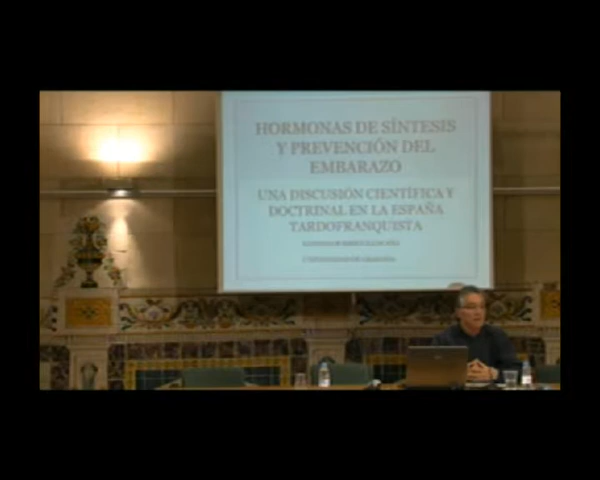 HORMONAS DE SÍNTESIS
Y PREVENCIÓN DEL
EMBARAZO
UNA DISCUSIÓN CIENTÍFICA Y
DOCTRINAL EN LA ESPAÑA
TARDOFRANQUISTA